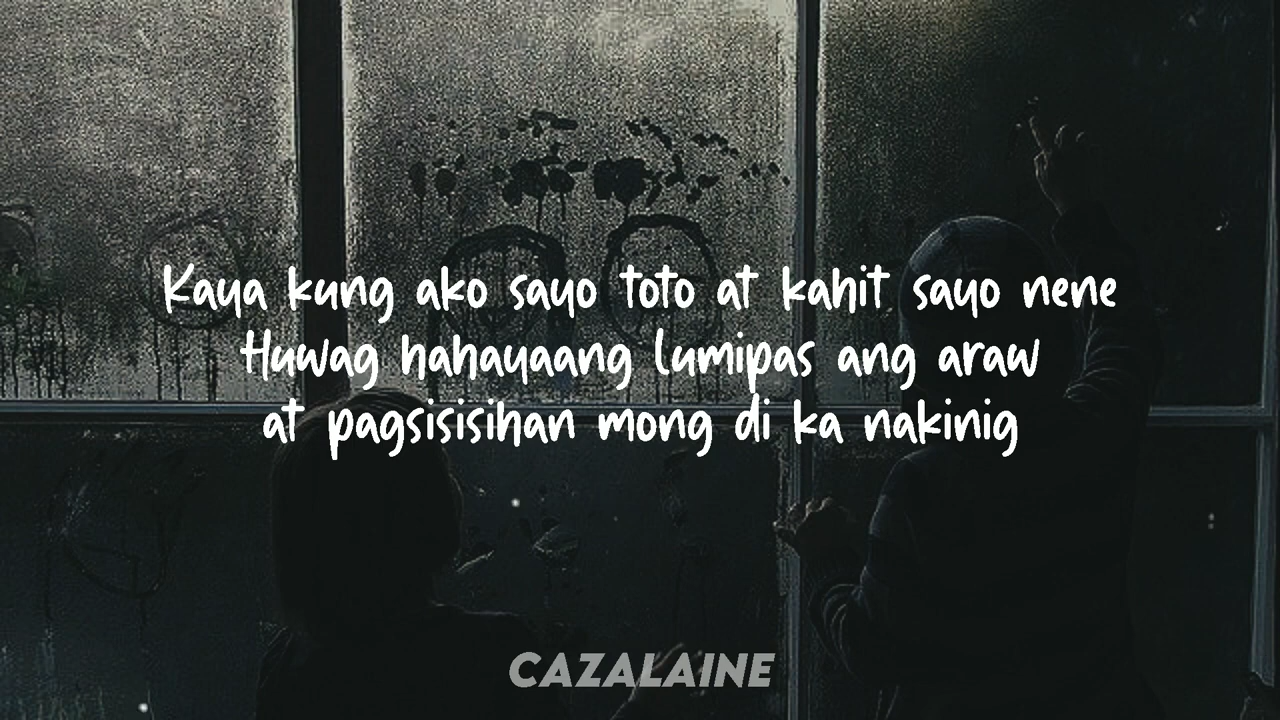 Kaya kung ako sayo toto at kahit sayo nene
Huwag hahayaang lumipas ang araw
at pagsisisihan mong di ka nakinig
CAZALAINE